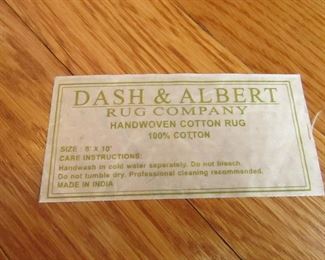 DASH & ALBERT
RUG COMPANY
HANDWOVEN COTTON RUG
100% COTTON
SIZE : 8' X 10'
CARE INSTRUCTIONS:
Handwash in cold water separately. Do not bleach.
Do not tumble dry. Professional cleaning recommended.
MADE IN INDIA